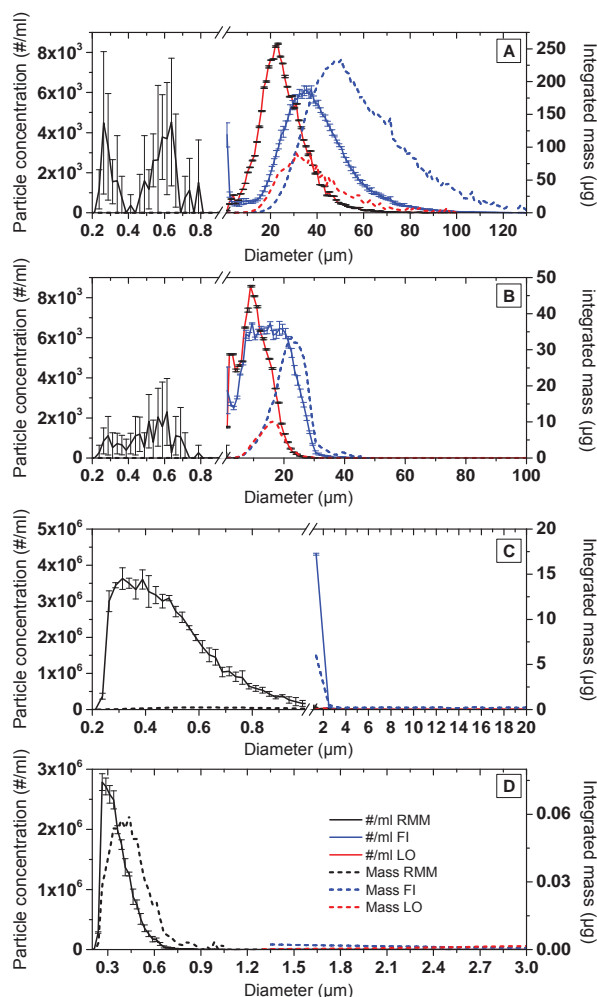 A
Particle concentration (#/ml)
8x10³
6x10³
4x10³
2x10³
0
250
200
150
100
50
0
Integrated mass (µg)
0.2 0.4 0.6 0.8 20 40 60 80 100 120
Diameter (µm)
B
Particle concentration (#/ml)
8x10³
6x10³
4x10³
2x10³
0
50
40
30
20
10
0
integrated mass (µg)
0.2 0.3 0.4 0.5 0.6 0.7 0.8 20 40 60 80 100
Diameter (µm)
C
Particle concentration (#/ml)
5x10⁶
4x10⁶
3x10⁶
2x10⁶
1x10⁶
0
20
15
10
5
0
Integrated mass (µg)
0.2 0.4 0.6 0.8 2 4 6 8 10 12 14 16 18 20
Diameter (µm)
D
Particle concentration (#/ml)
3x10⁶
2x10⁶
1x10⁶
0
#/ml RMM
#/ml FI
#/ml LO
Mass RMM
Mass FI
Mass LO
0.06
0.03
0.00
Integrated mass (µg)
0.3 0.6 0.9 1.2 1.5 1.8 2.1 2.4 2.7 3.0
Diameter (µm)